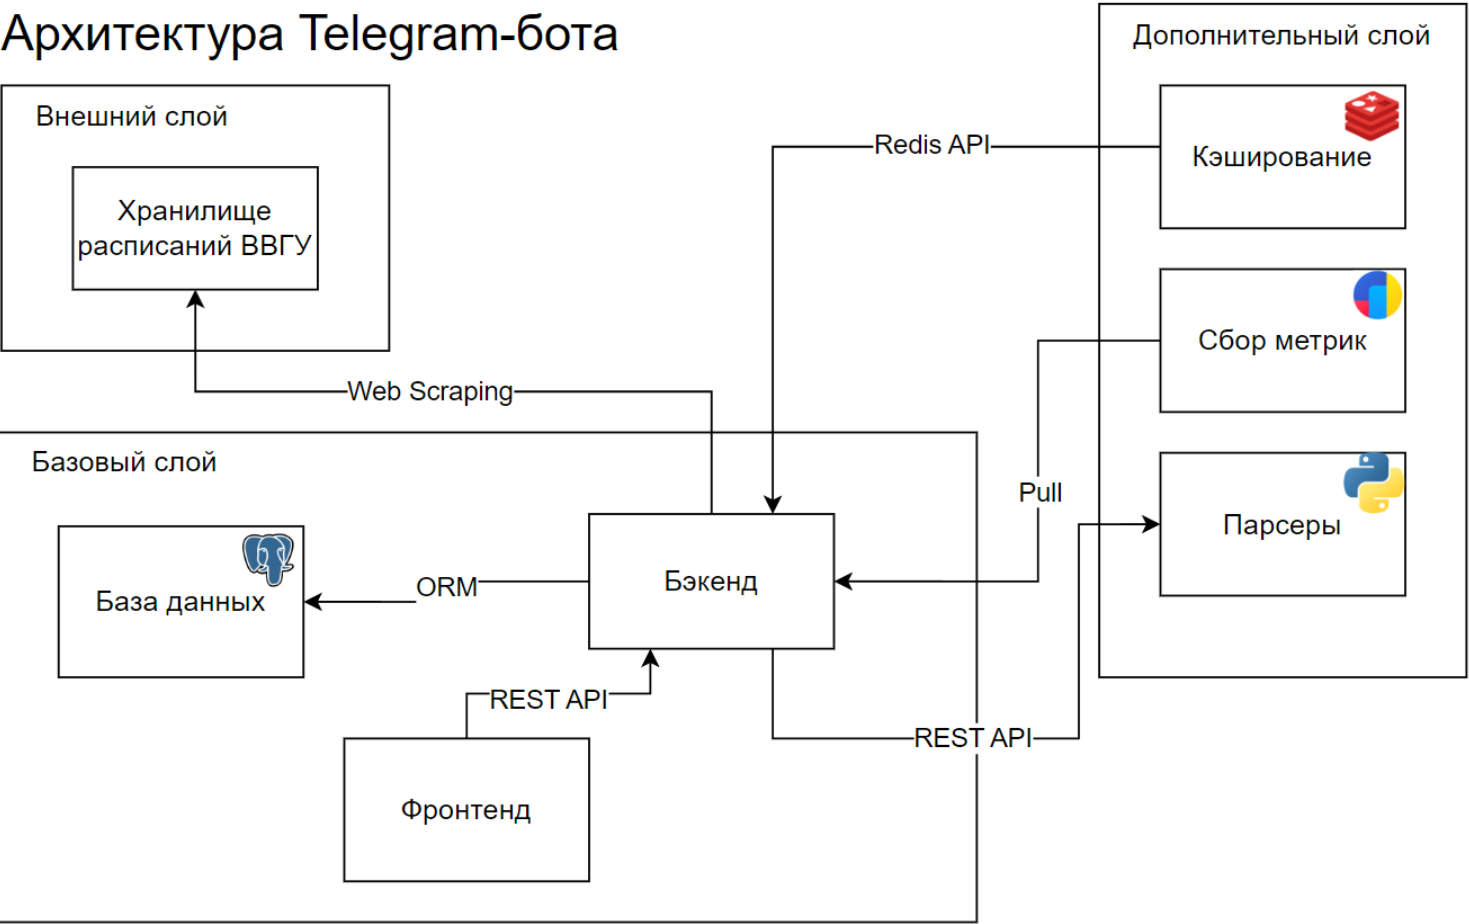 Архитектура Telegram-бота
Внешний слой
Хранилище
расписаний ВВГУ
Дополнительный слой
Redis API
Кэширование
Сбор метрик
Web Scraping
Базовый слой
Pull
Парсеры
База данных
ORM
Бэкенд
REST API
REST API
Фронтенд